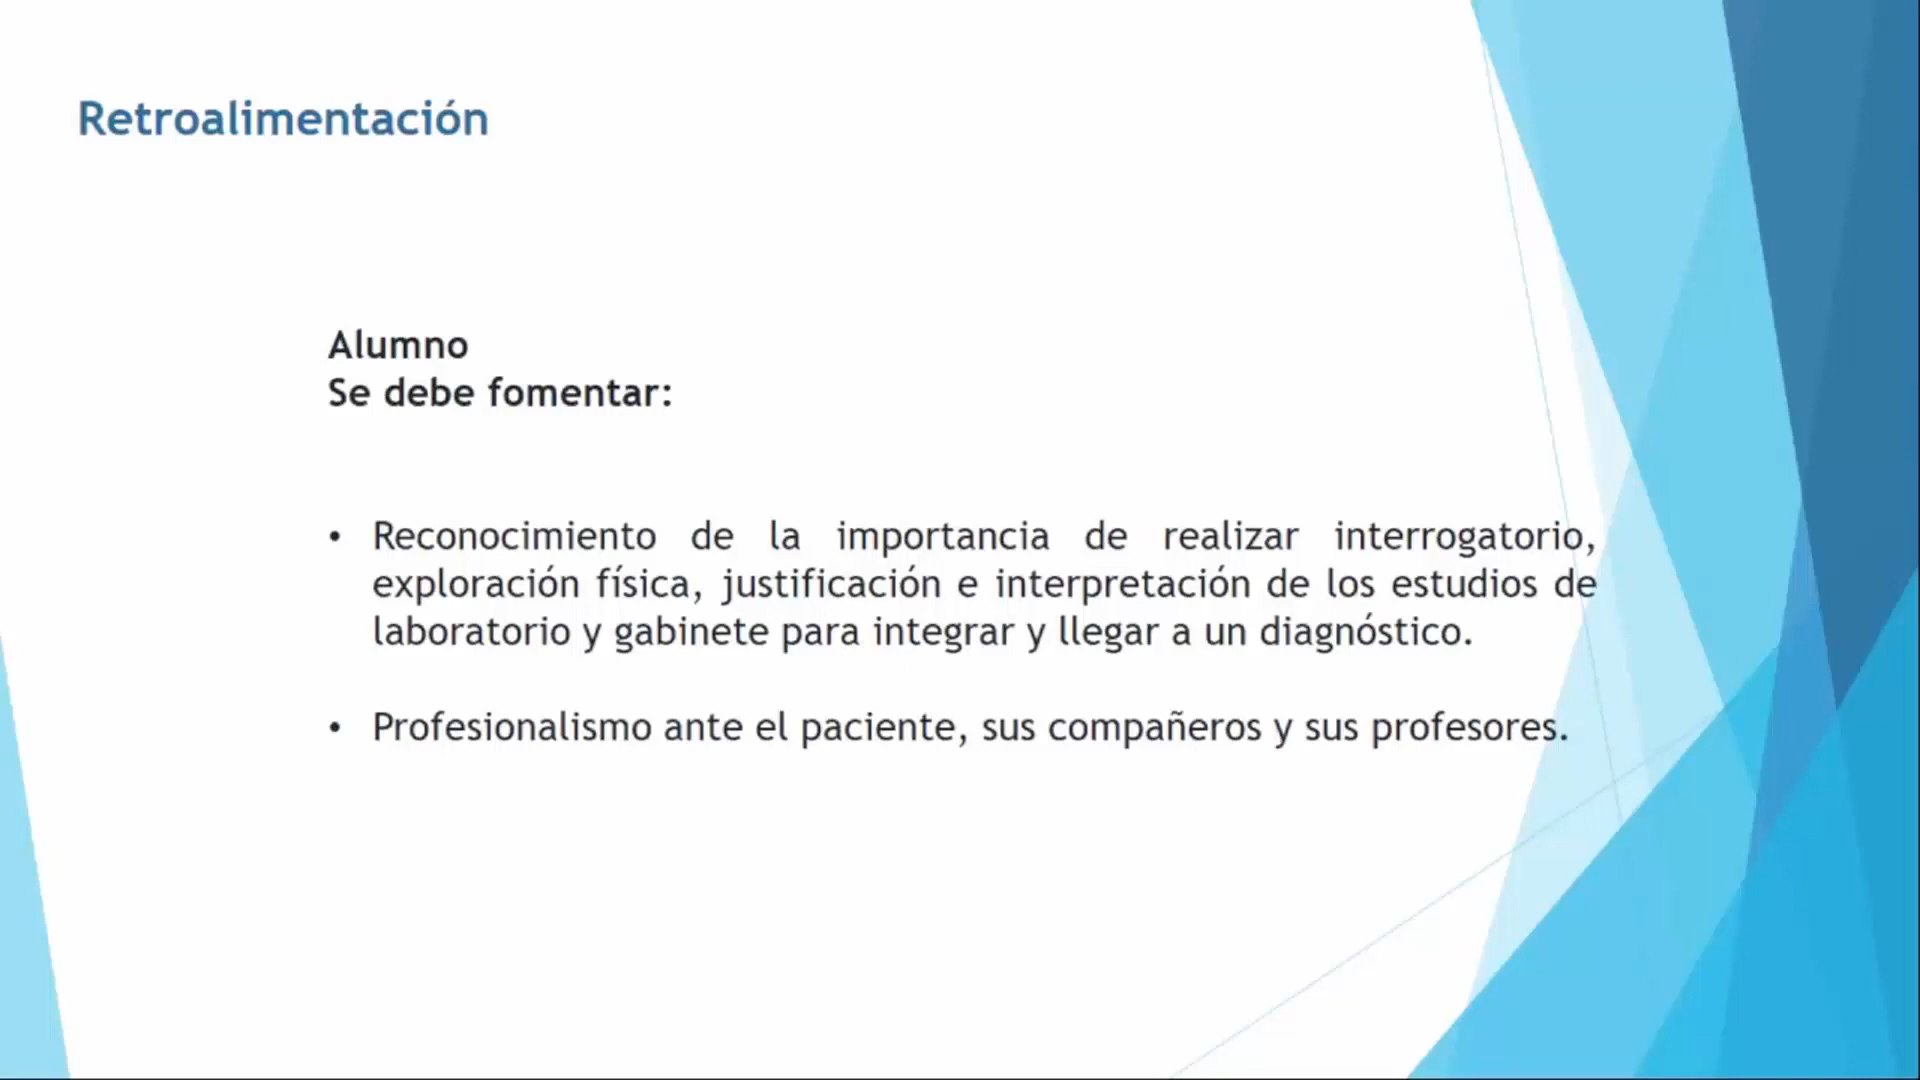 Retroalimentación
Alumno
Se debe fomentar:
• Reconocimiento de la importancia de realizar interrogatorio,
exploración física, justificación e interpretación de los estudios de
laboratorio y gabinete para integrar y llegar a un diagnóstico.
• Profesionalismo ante el paciente, sus compañeros y sus profesores.